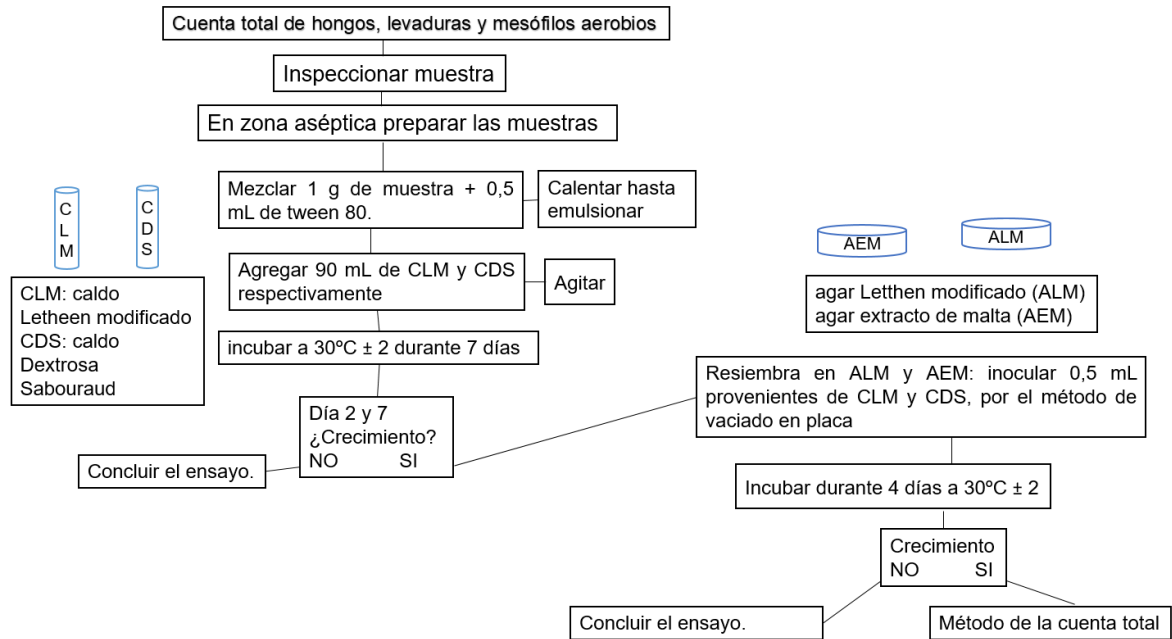 Cuenta total de hongos, levaduras y mesófilos aerobios
Inspeccionar muestra
En zona aséptica preparar las muestras
Mezclar 1 g de muestra + 0,5
mL de tween 80.
Calentar hasta
emulsionar
C
L
M
C
D
S
CLM: caldo
Letheen modificado
CDS: caldo
Dextrosa
Sabouraud
Agregar 90 mL de CLM y CDS
respectivamente
Agitar
incubar a 30ºC ± 2 durante 7 días
Día 2 y 7
¿Crecimiento?
NO SI
Concluir el ensayo.
AEM
ALM
agar Letthen modificado (ALM)
agar extracto de malta (AEM)
Resiembra en ALM y AEM: inocular 0,5 mL
provenientes de CLM y CDS, por el método de
vaciado en placa
Incubar durante 4 días a 30ºC ± 2
Crecimiento
NO SI
Concluir el ensayo.
Método de la cuenta total